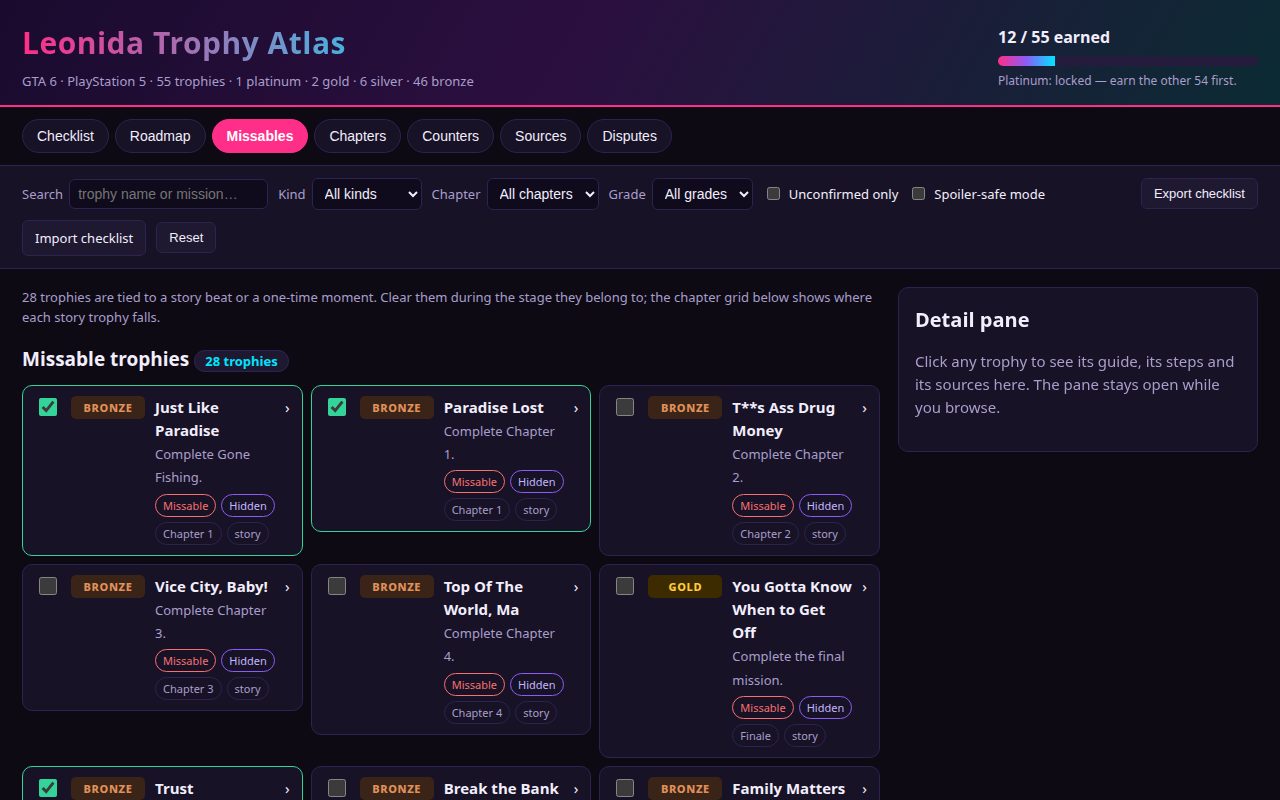 Leonida Trophy Atlas
GTA 6 · PlayStation 5 · 55 trophies · 1 platinum · 2 gold · 6 silver · 46 bronze
12 / 55 earned
Platinum: locked — earn the other 54 first.
Checklist
Roadmap
Missables
Chapters
Counters
Sources
Disputes
Search
trophy name or mission…
Kind
All kinds
Chapter
All chapters
Grade
All grades
Unconfirmed only
Spoiler-safe mode
Export checklist
Import checklist
Reset
28 trophies are tied to a story beat or a one-time moment. Clear them during the stage they belong to; the chapter grid below shows where
each story trophy falls.
Missable trophies
28 trophies
BRONZE
Just Like
Paradise
›
Complete Gone
Fishing.
Missable
Hidden
Chapter 1
story
BRONZE
Paradise Lost
›
Complete Chapter
1.
Missable
Hidden
Chapter 1
story
BRONZE
T**s Ass Drug
Money
›
Complete Chapter
2.
Missable
Hidden
Chapter 2
story
BRONZE
Vice City, Baby!
›
Complete Chapter
3.
Missable
Hidden
Chapter 3
story
BRONZE
Top Of The
World, Ma
›
Complete Chapter
4.
Missable
Hidden
Chapter 4
story
GOLD
You Gotta Know
When to Get
Off
›
Complete the final
mission.
Missable
Hidden
Finale
story
BRONZE
Trust
›
BRONZE
Break the Bank
›
BRONZE
Family Matters
›
Detail pane
Click any trophy to see its guide, its steps and
its sources here. The pane stays open while
you browse.